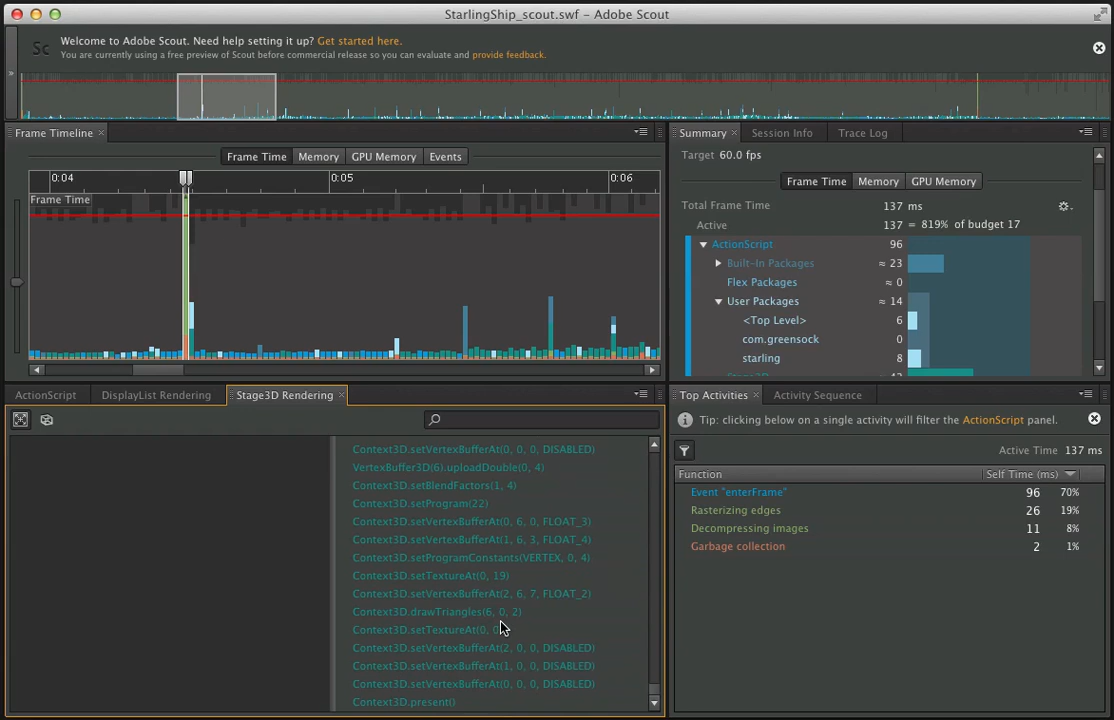 StarlingShip_scout.swf - Adobe Scout
Sc
Welcome to Adobe Scout. Need help setting it up? Get started here.
You are currently using a free preview of Scout before commercial release so you can evaluate and provide feedback.
Frame Timeline
Frame Time Memory GPU Memory Events
0:04 0:05 0:06
Frame Time
Summary Session Info Trace Log
Target 60.0 fps
Frame Time Memory GPU Memory
Total Frame Time 137 ms
Active 137 = 819% of budget 17
ActionScript 96
Built-In Packages ≈ 23
Flex Packages ≈ 0
User Packages ≈ 14
<Top Level> 6
com.greensock 0
starling 8
ActionScript DisplayList Rendering Stage3D Rendering
Context3D.setVertexBufferAt(0, 0, 0, DISABLED)
VertexBuffer3D(6).uploadDouble(0, 4)
Context3D.setBlendFactors(1, 4)
Context3D.setProgram(22)
Context3D.setVertexBufferAt(0, 6, 0, FLOAT_3)
Context3D.setVertexBufferAt(1, 6, 3, FLOAT_4)
Context3D.setProgramConstants(VERTEX, 0, 4)
Context3D.setTextureAt(0, 19)
Context3D.setVertexBufferAt(2, 6, 7, FLOAT_2)
Context3D.drawTriangles(6, 0, 2)
Context3D.setTextureAt(0,
Context3D.setVertexBufferAt(2, 0, 0, DISABLED)
Context3D.setVertexBufferAt(1, 0, 0, DISABLED)
Context3D.setVertexBufferAt(0, 0, 0, DISABLED)
Context3D.present()
Top Activities Activity Sequence
Tip: clicking below on a single activity will filter the ActionScript panel.
Active Time 137 ms
Function Self Time (ms)
Event "enterFrame" 96 70%
Rasterizing edges 26 19%
Decompressing images 11 8%
Garbage collection 2 1%